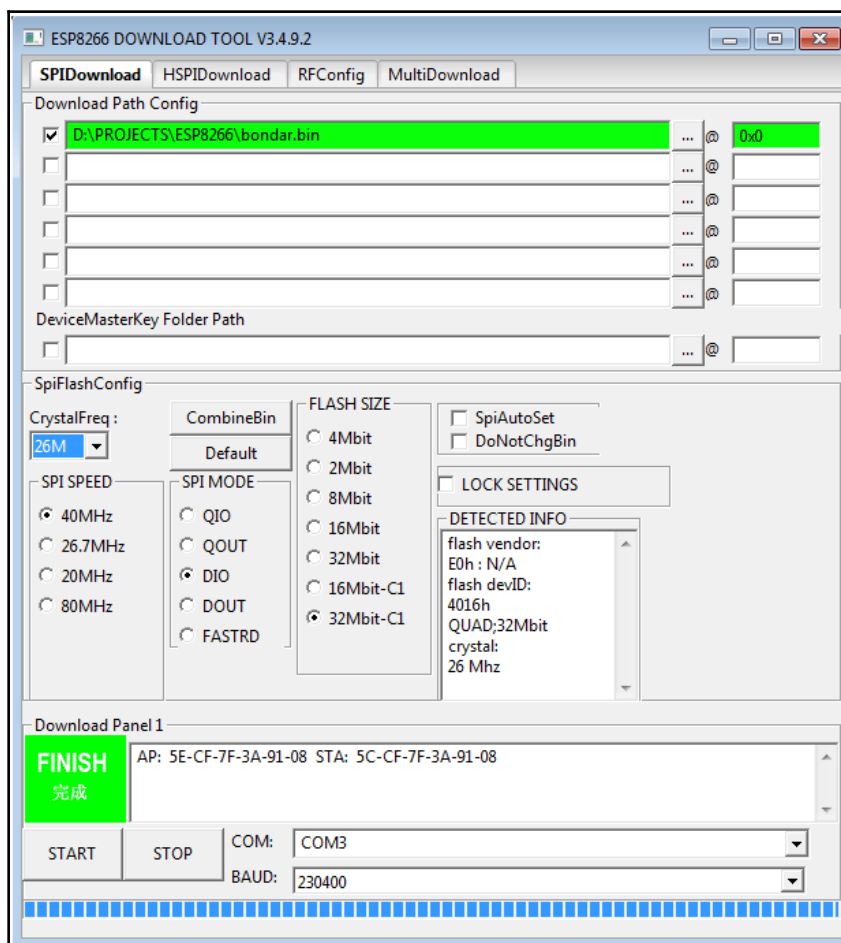 ESP8266 DOWNLOAD TOOL V3.4.9.2
SPIDownload HSPIDownload RFConfig MultiDownload
Download Path Config
D:\PROJECTS\ESP8266\bondar.bin ... @ 0x0
... @
... @
... @
... @
... @
DeviceMasterKey Folder Path
... @
SpiFlashConfig
CrystalFreq :
26M
CombineBin
Default
SPI SPEED
40MHz
26.7MHz
20MHz
80MHz
SPI MODE
QIO
QOUT
DIO
DOUT
FASTRD
FLASH SIZE
4Mbit
2Mbit
8Mbit
16Mbit
32Mbit
16Mbit-C1
32Mbit-C1
SpiAutoSet
DoNotChgBin
LOCK SETTINGS
DETECTED INFO
flash vendor:
E0h : N/A
flash devID:
4016h
QUAD;32Mbit
crystal:
26 Mhz
Download Panel 1
FINISH
完成
AP: 5E-CF-7F-3A-91-08 STA: 5C-CF-7F-3A-91-08
START STOP
COM: COM3
BAUD: 230400